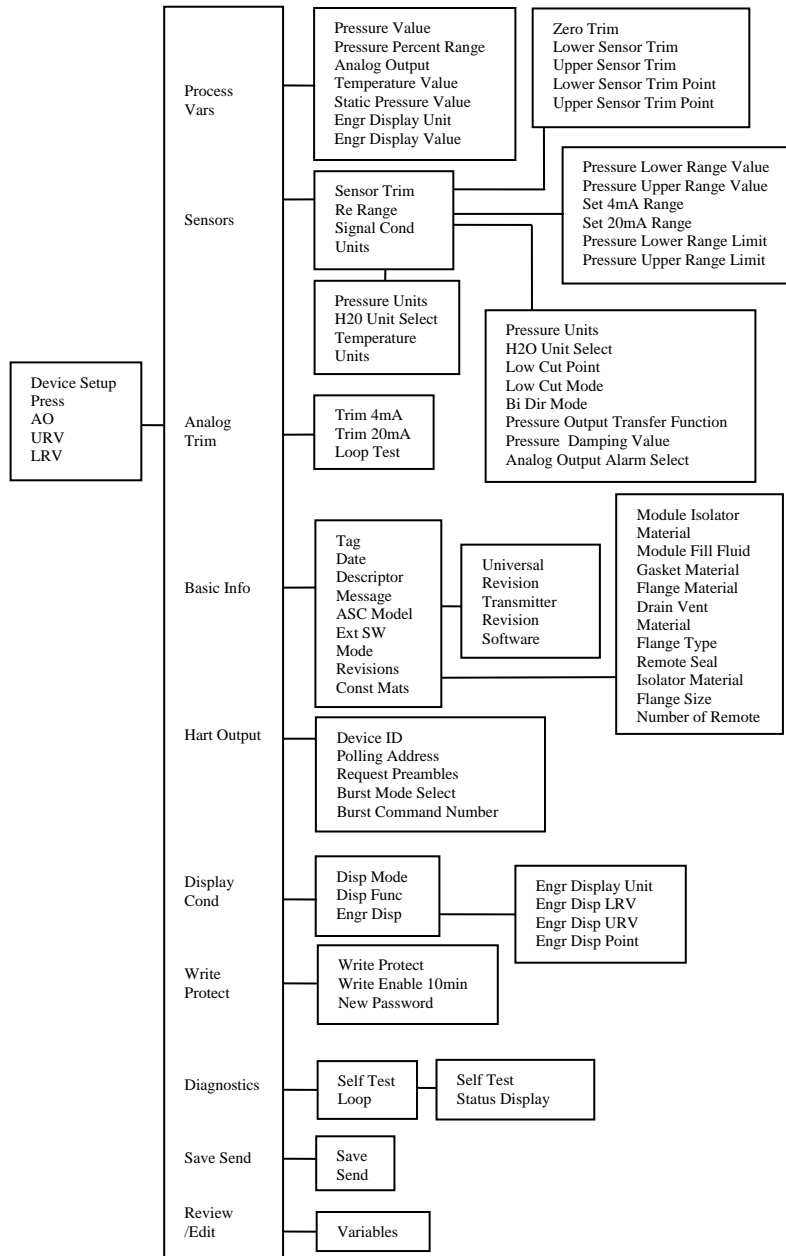 Device Setup
Press
AO
URV
LRV
Process
Vars
Pressure Value
Pressure Percent Range
Analog Output
Temperature Value
Static Pressure Value
Engr Display Unit
Engr Display Value
Zero Trim
Lower Sensor Trim
Upper Sensor Trim
Lower Sensor Trim Point
Upper Sensor Trim Point
Sensors
Sensor Trim
Re Range
Signal Cond
Units
Pressure Lower Range Value
Pressure Upper Range Value
Set 4mA Range
Set 20mA Range
Pressure Lower Range Limit
Pressure Upper Range Limit
Pressure Units
H20 Unit Select
Temperature
Units
Pressure Units
H2O Unit Select
Low Cut Point
Low Cut Mode
Bi Dir Mode
Pressure Output Transfer Function
Pressure  Damping Value
Analog Output Alarm Select
Analog
Trim
Trim 4mA
Trim 20mA
Loop Test
Basic Info
Tag
Date
Descriptor
Message
ASC Model
Ext SW
Mode
Revisions
Const Mats
Universal
Revision
Transmitter
Revision
Software
Module Isolator
Material
Module Fill Fluid
Gasket Material
Flange Material
Drain Vent
Material
Flange Type
Remote Seal
Isolator Material
Flange Size
Number of Remote
Hart Output
Device ID
Polling Address
Request Preambles
Burst Mode Select
Burst Command Number
Display
Cond
Disp Mode
Disp Func
Engr Disp
Engr Display Unit
Engr Disp LRV
Engr Disp URV
Engr Disp Point
Write
Protect
Write Protect
Write Enable 10min
New Password
Diagnostics
Self Test
Loop
Self Test
Status Display
Save Send
Save
Send
Review
/Edit
Variables